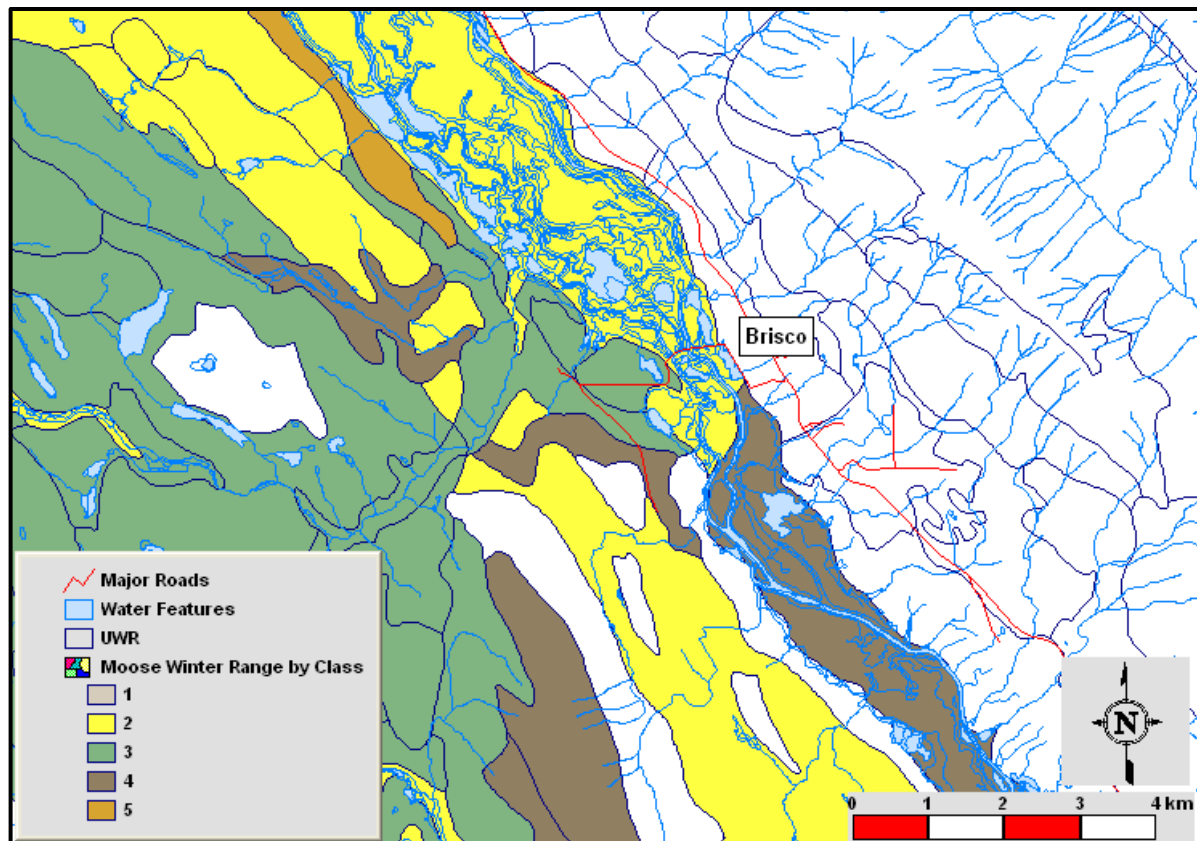 Brisco
Major Roads
Water Features
UWR
Moose Winter Range by Class
1
2
3
4
5
N
0 1 2 3 4 km